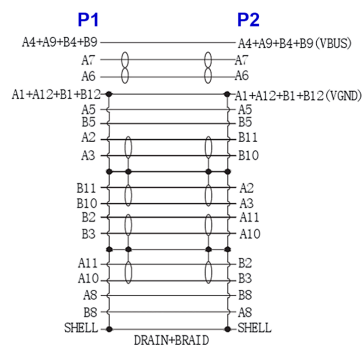 P1 P2
A4+A9+B4+B9 A4+A9+B4+B9(VBUS)
A7 A7
A6 A6
A1+A12+B1+B12 A1+A12+B1+B12(VGND)
A5 A5
B5 B5
A2 B11
A3 B10
B11 A2
B10 A3
B2 A11
B3 A10
A11 B2
A10 B3
A8 B8
B8 A8
SHELL SHELL
DRAIN+BRAID